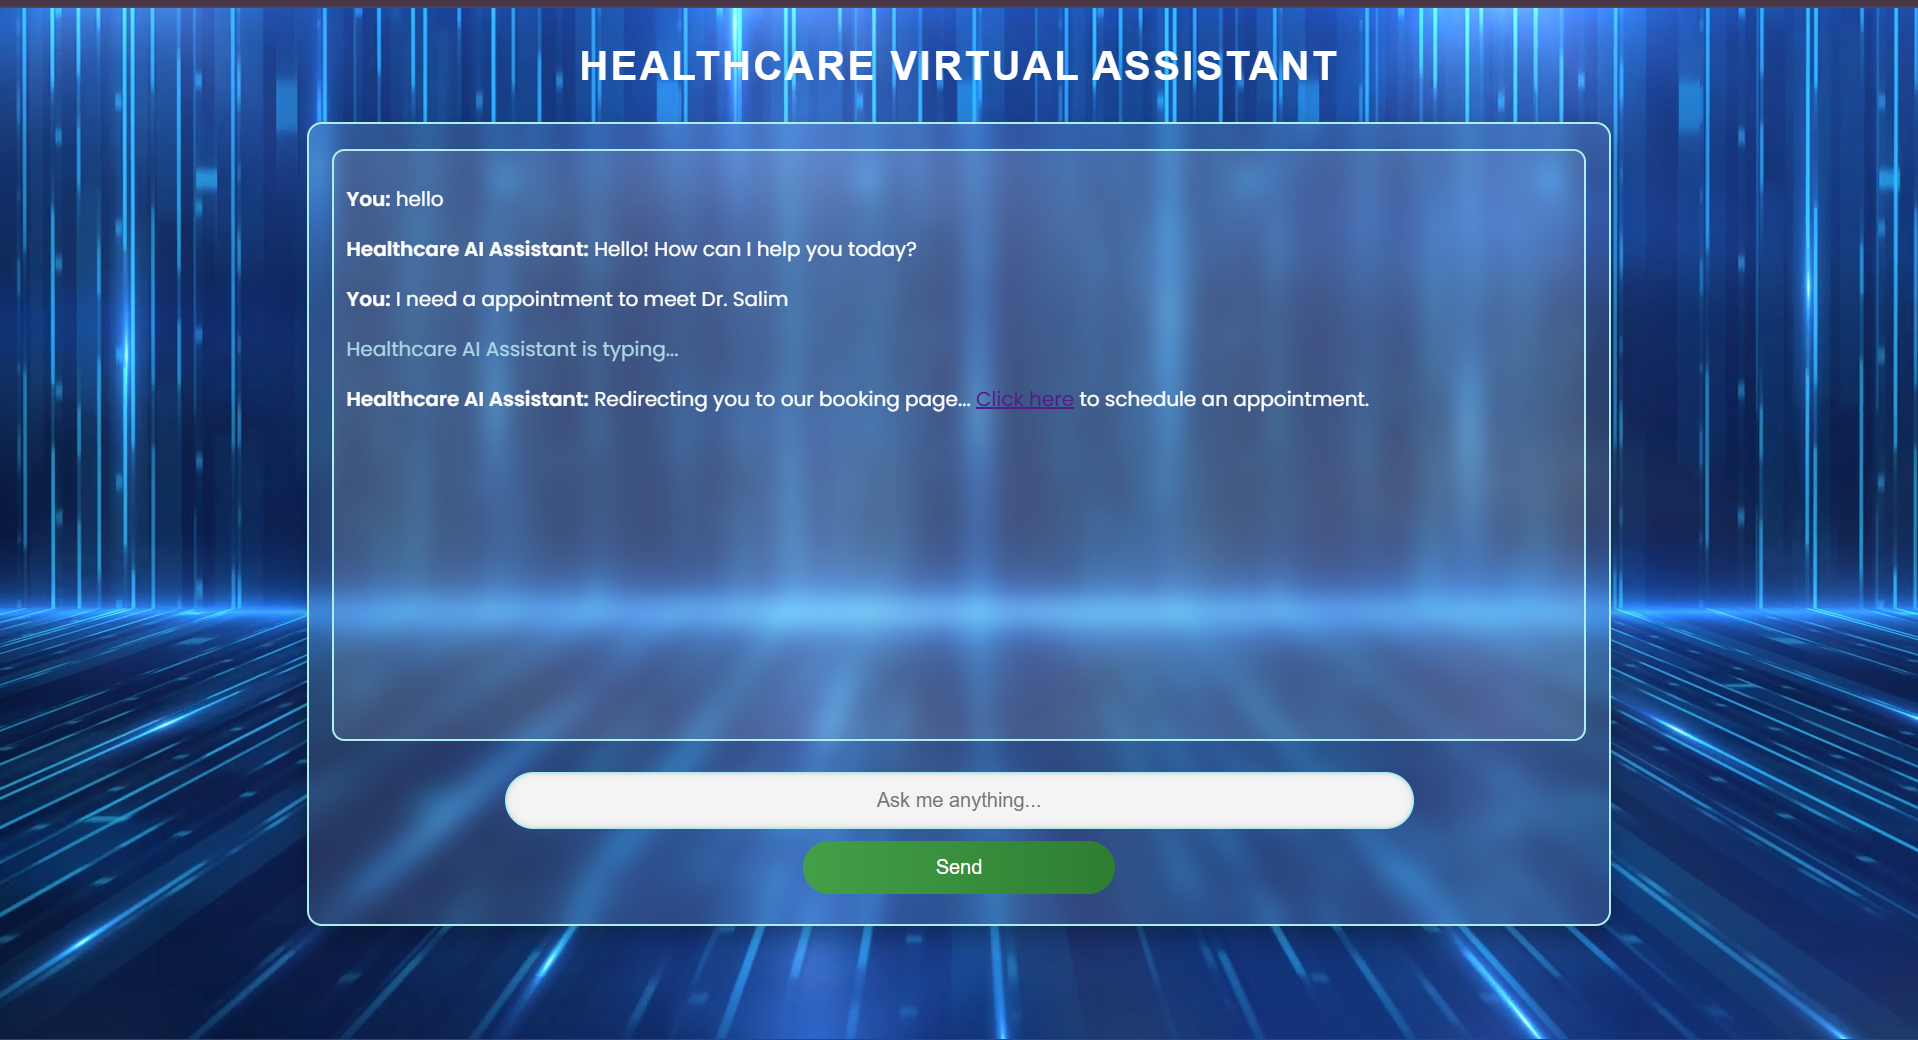 HEALTHCARE VIRTUAL ASSISTANT
You: hello
Healthcare AI Assistant: Hello! How can I help you today?
You: I need a appointment to meet Dr. Salim
Healthcare AI Assistant is typing...
Healthcare AI Assistant: Redirecting you to our booking page... Click here to schedule an appointment.
Ask me anything...
Send